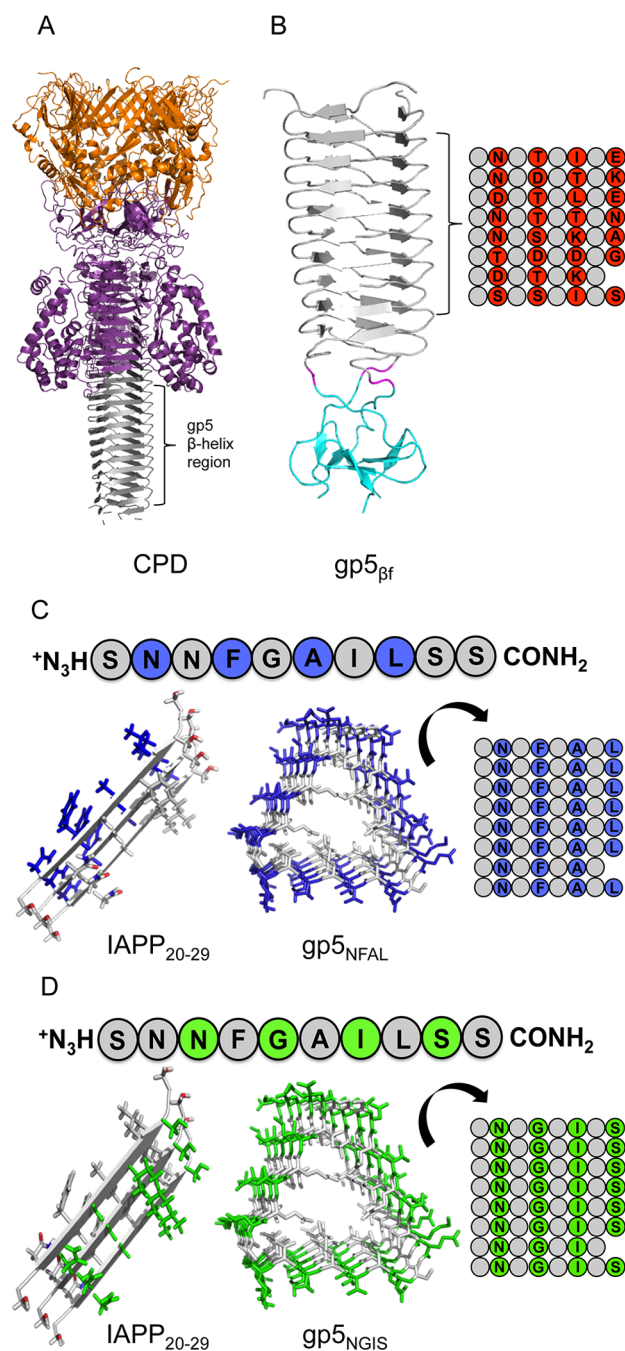 A
B
N T I E
N D T K
D T L E
N T T N
N S K A
T D D G
D T K
S S I S
gp5
β-helix
region
CPD
gp5βf
C
⁺N₃H S N N F G A I L S S CONH₂
N F A L
N F A L
N F A L
N F A L
N F A L
N F A L
N F A
N F A L
IAPP₂₀₋₂₉
gp5NFAL
D
⁺N₃H S N N F G A I L S S CONH₂
N G I S
N G I S
N G I S
N G I S
N G I S
N G I S
N G I
N G I S
IAPP₂₀₋₂₉
gp5NGIS